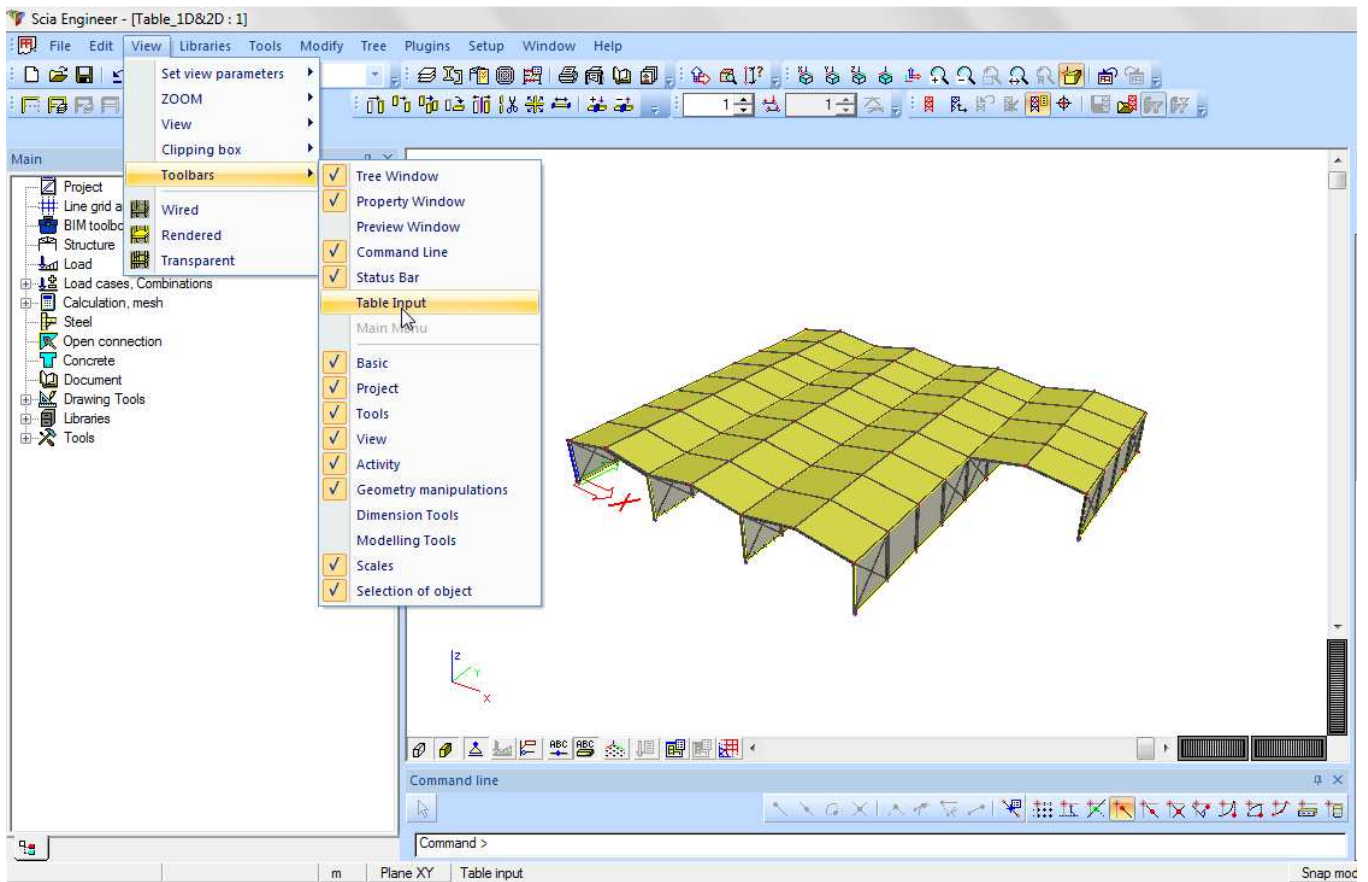 Scia Engineer - [Table_1D&2D : 1]
File Edit View Libraries Tools Modify Tree Plugins Setup Window Help
1 1
Main
Project
Line grid a
BIM toolbo
Structure
Load
Load cases, Combinations
Calculation, mesh
Steel
Open connection
Concrete
Document
Drawing Tools
Libraries
Tools
Set view parameters
ZOOM
View
Clipping box
Toolbars
Wired
Rendered
Transparent
Tree Window
Property Window
Preview Window
Command Line
Status Bar
Table Input
Main Menu
Basic
Project
Tools
View
Activity
Geometry manipulations
Dimension Tools
Modelling Tools
Scales
Selection of object
X
Z
Y
X
ABC ABC
Command line
Command >
m Plane XY Table input Snap mod